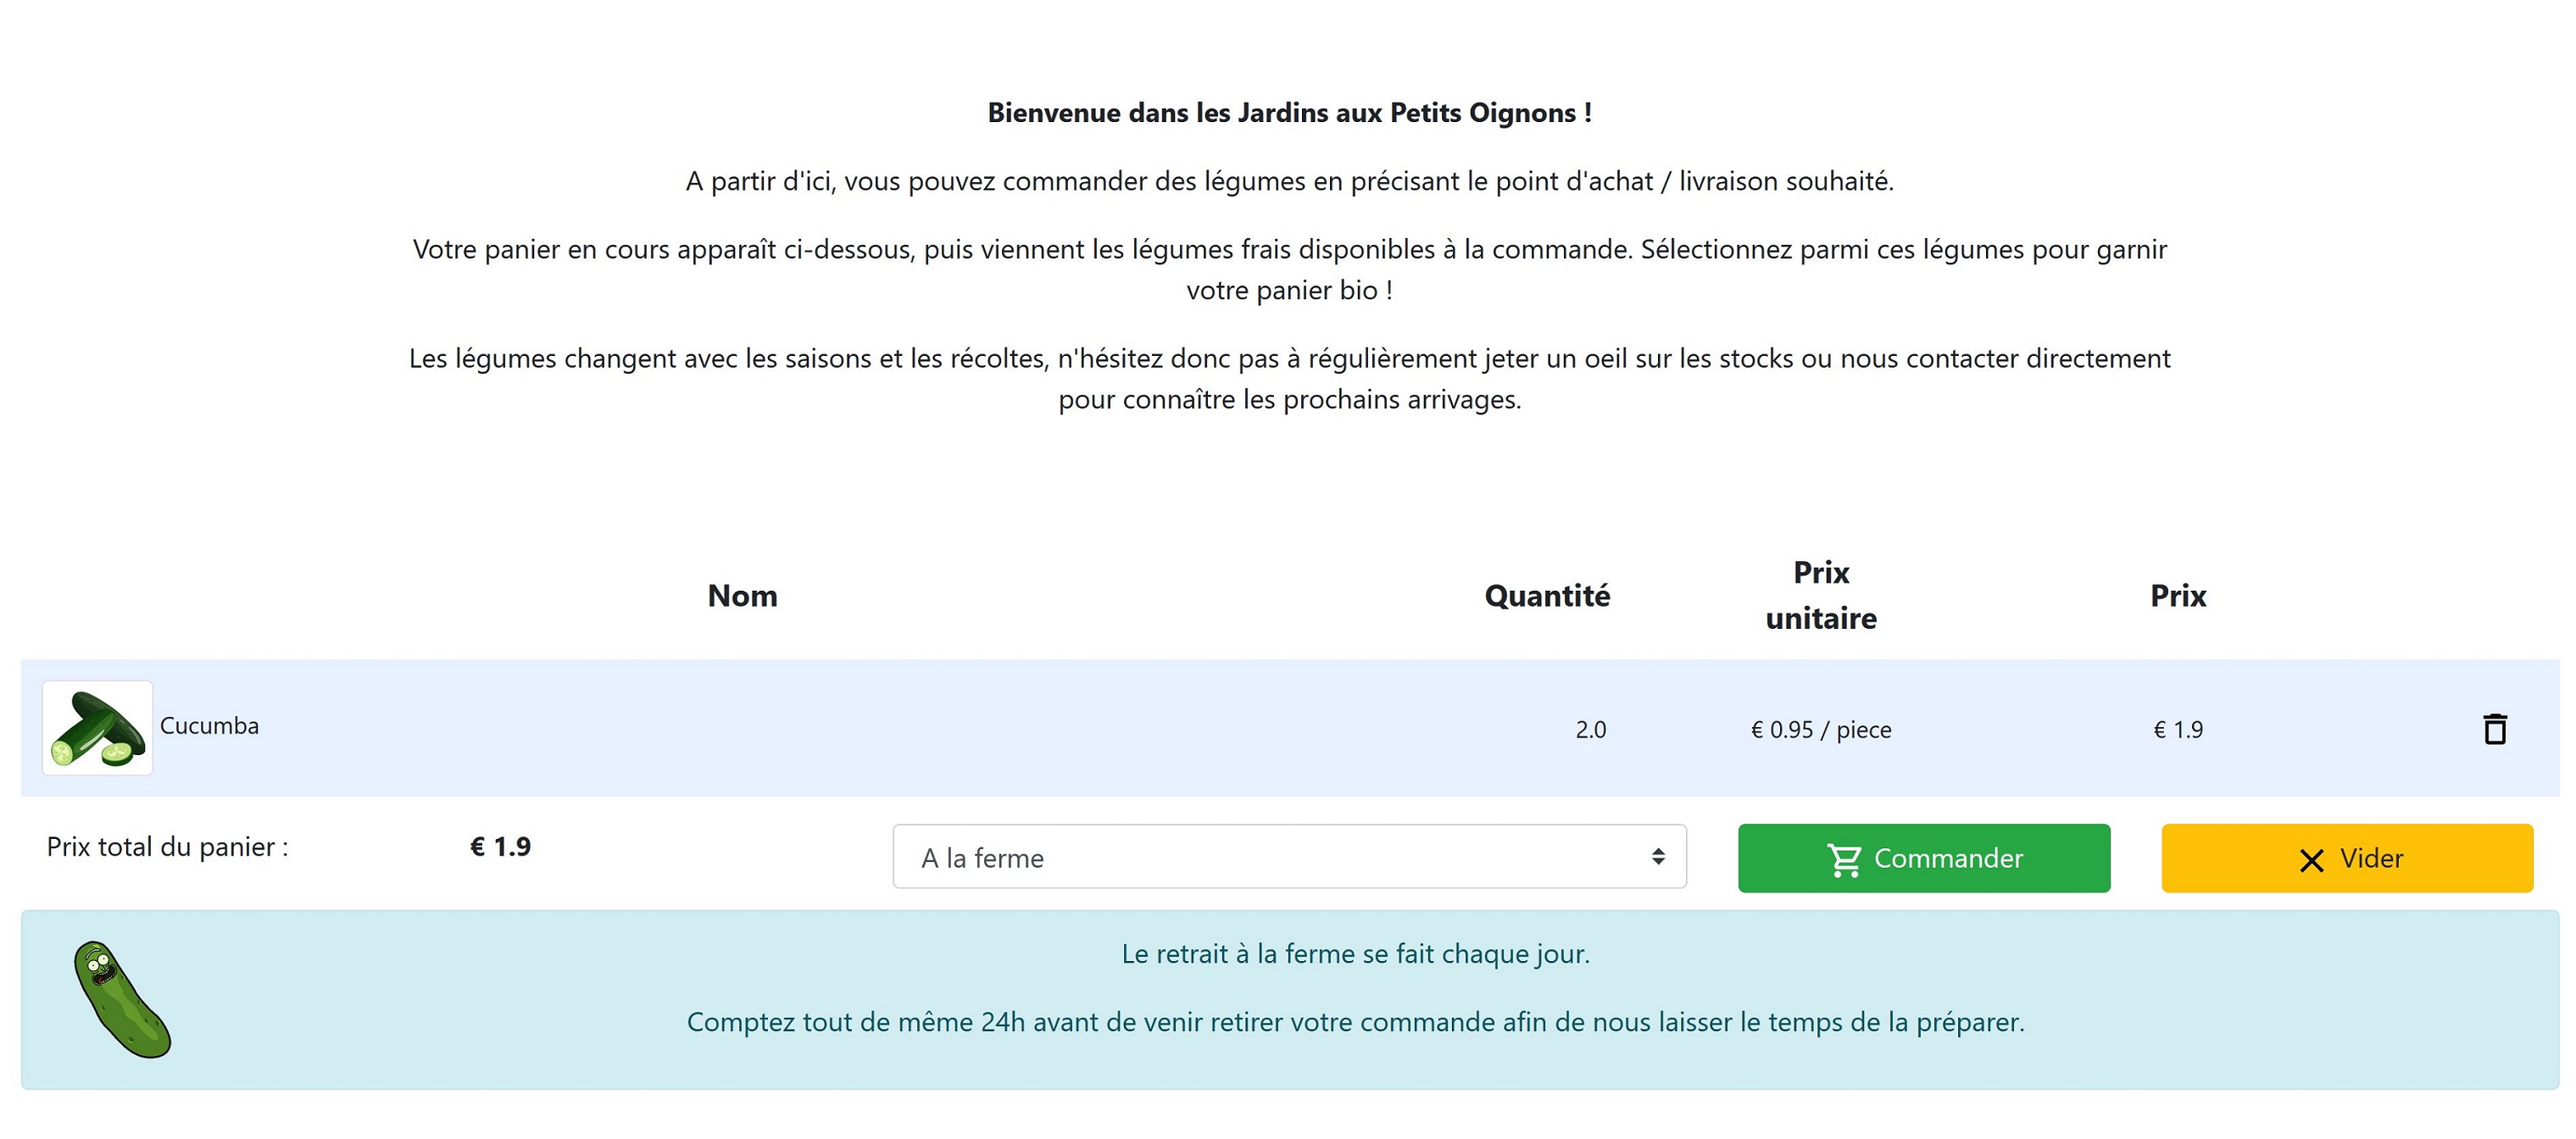 Bienvenue dans les Jardins aux Petits Oignons !
A partir d'ici, vous pouvez commander des légumes en précisant le point d'achat / livraison souhaité.
Votre panier en cours apparaît ci-dessous, puis viennent les légumes frais disponibles à la commande. Sélectionnez parmi ces légumes pour garnir
votre panier bio !
Les légumes changent avec les saisons et les récoltes, n'hésitez donc pas à régulièrement jeter un oeil sur les stocks ou nous contacter directement
pour connaître les prochains arrivages.
Nom Quantité Prix unitaire Prix
Cucumba 2.0 € 0.95 / piece € 1.9
Prix total du panier : € 1.9 A la ferme Commander Vider
Le retrait à la ferme se fait chaque jour.
Comptez tout de même 24h avant de venir retirer votre commande afin de nous laisser le temps de la préparer.